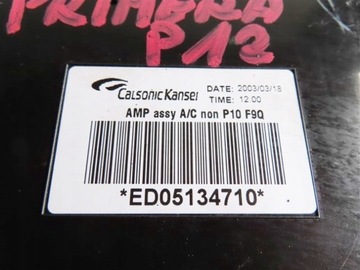 PRIMERA
P12
CALSONIC KANSEI
DATE: 2003/03/18
TIME: 12:00
AMP assy A/C non P10 F9Q
*ED05134710*